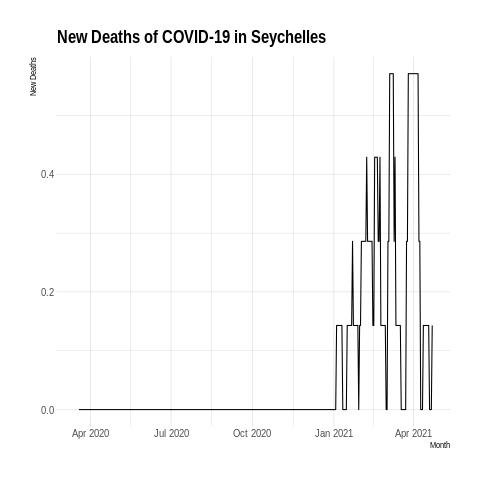 New Deaths of COVID-19 in Seychelles
New Deaths
0.4
0.2
0.0
Apr 2020
Jul 2020
Oct 2020
Jan 2021
Apr 2021
Month